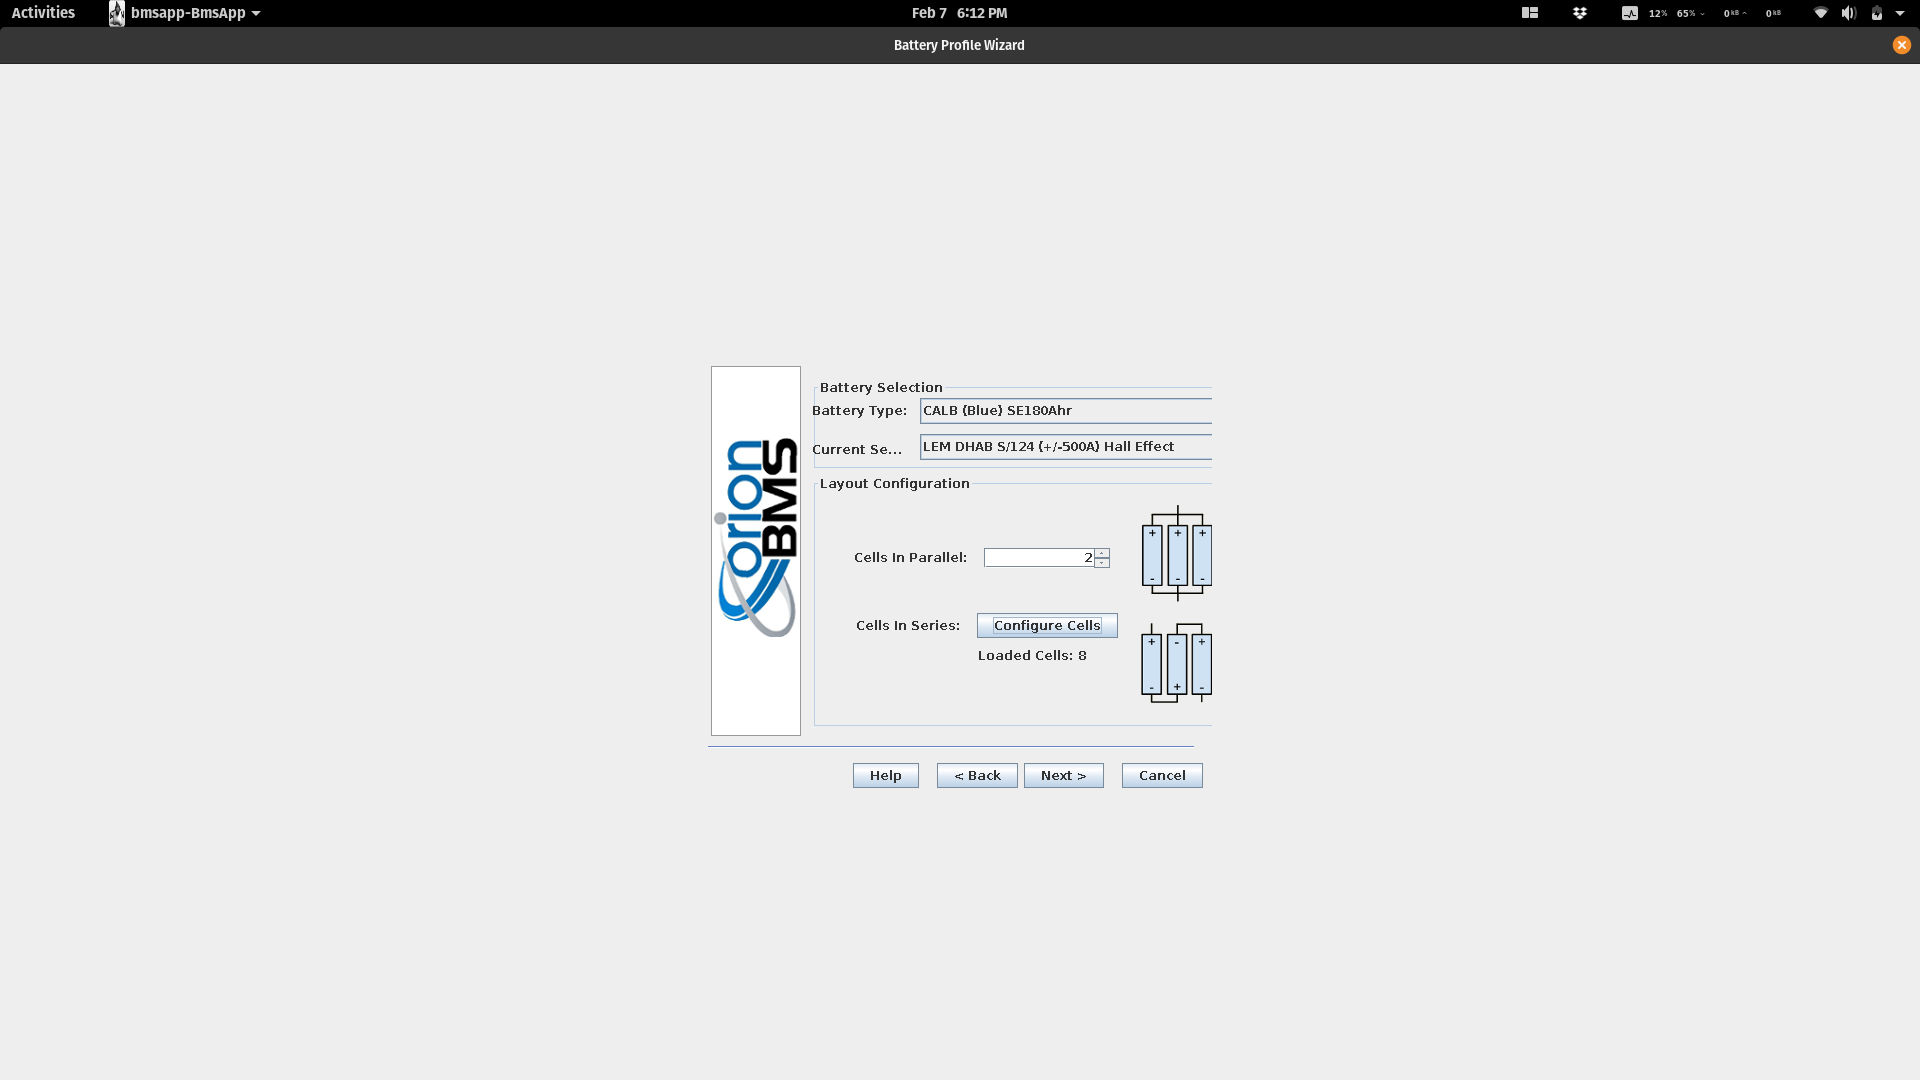 Activities bmsapp-BmsApp Feb 7 6:12 PM 12% 65% 0 kB 0 kB
Battery Profile Wizard
Battery Selection
Battery Type: CALB (Blue) SE180Ahr
Current Se... LEM DHAB S/124 (+/-500A) Hall Effect
Layout Configuration
orion
BMS
+ + +
Cells In Parallel: 2
- - -
Cells In Series: Configure Cells
+ - +
Loaded Cells: 8
- + -
Help < Back Next > Cancel